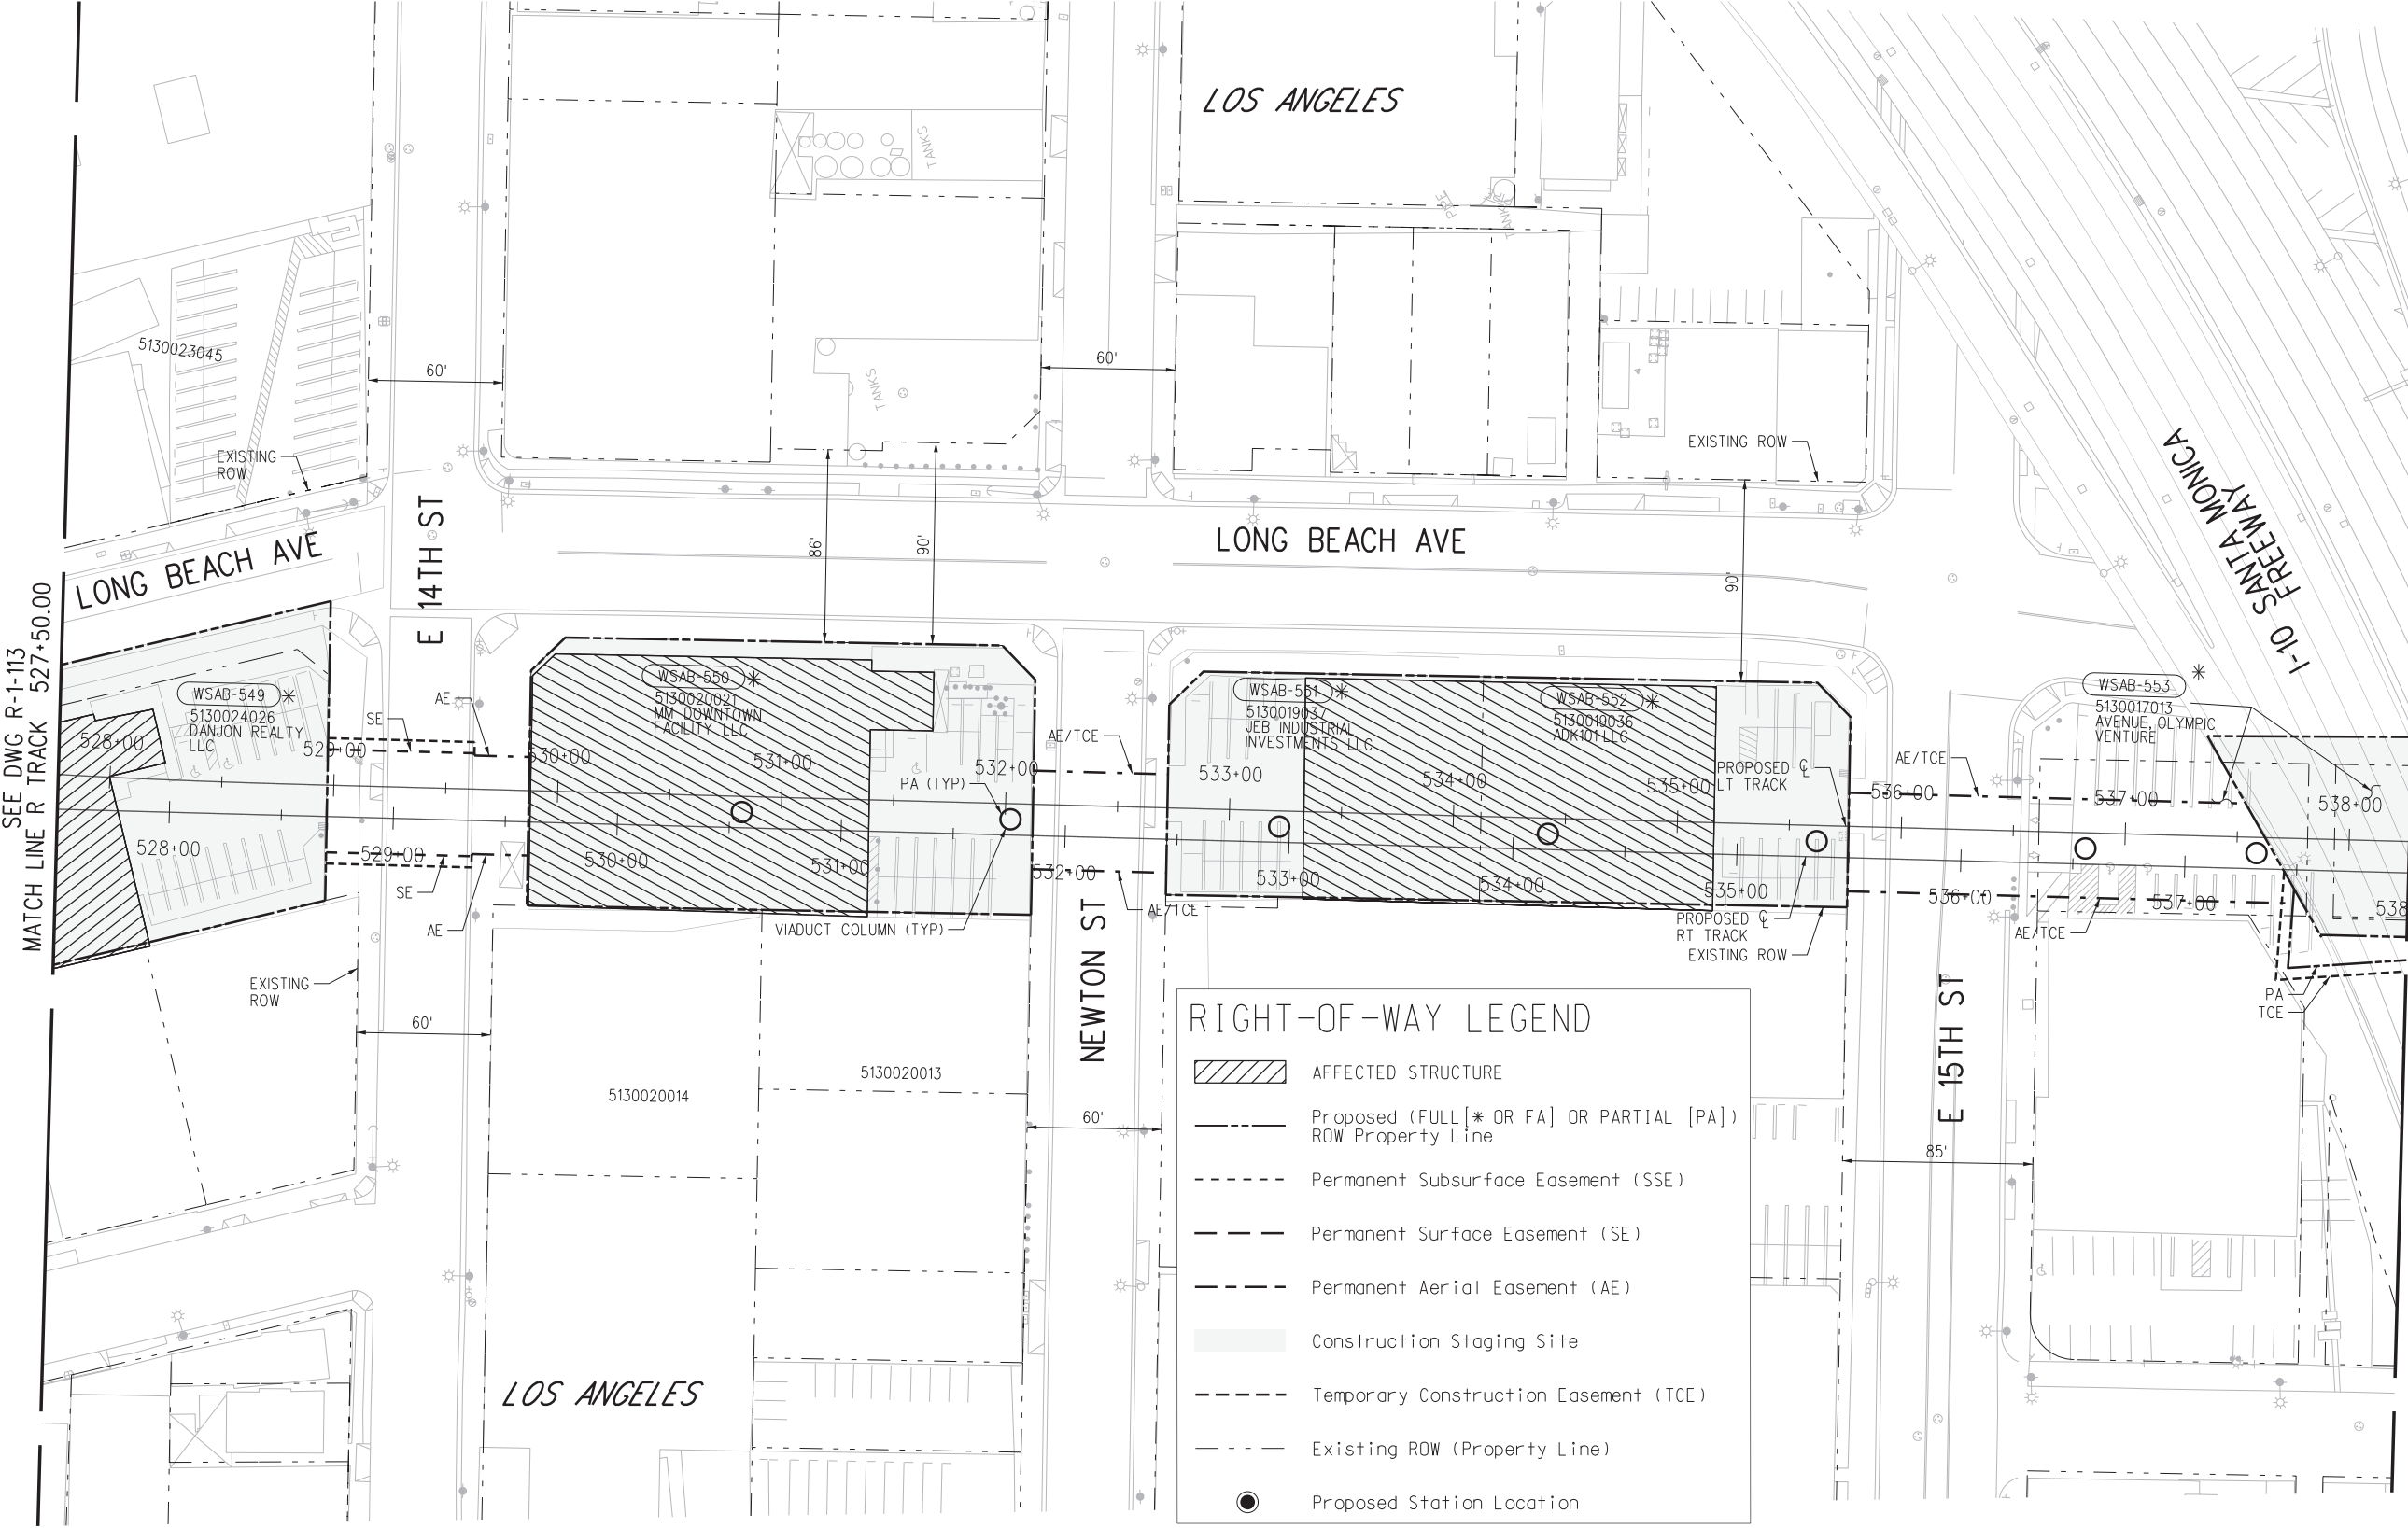 LOS ANGELES
TANKS
PIPE
5130023045
60'
60'
TANKS
EXISTING
ROW
EXISTING ROW
I-10 SANTA MONICA
FREEWAY
LONG BEACH AVE
E 14TH ST
86'
90'
LONG BEACH AVE
90'
SEE DWG R-1-113
MATCH LINE R TRACK 527+50.00
WSAB-549 *
5130024026
DANJON REALTY
LLC
WSAB-550 *
5130020021
MM DOWNTOWN
FACILITY LLC
WSAB-551 *
5130019037
JEB INDUSTRIAL
INVESTMENTS LLC
WSAB-552 *
5130019036
ADK101 LLC
WSAB-553 *
5130017013
AVENUE OLYMPIC
VENTURE
AE
SE
AE/TCE
AE/TCE
528+00
529+00
530+00
531+00
532+00
533+00
534+00
535+00
536+00
537+00
538+00
PA (TYP)
PROPOSED ℄
LT TRACK
528+00
529+00
530+00
531+00
532+00
533+00
534+00
535+00
536+00
537+00
538
SE
AE
VIADUCT COLUMN (TYP)
AE/TCE
PROPOSED ℄
RT TRACK
EXISTING ROW
AE/TCE
PA
TCE
EXISTING
ROW
60'
NEWTON ST
E 15TH ST
5130020014
5130020013
60'
85'
LOS ANGELES
RIGHT-OF-WAY LEGEND
AFFECTED STRUCTURE
Proposed (FULL[* OR FA] OR PARTIAL [PA])
ROW Property Line
Permanent Subsurface Easement (SSE)
Permanent Surface Easement (SE)
Permanent Aerial Easement (AE)
Construction Staging Site
Temporary Construction Easement (TCE)
Existing ROW (Property Line)
Proposed Station Location